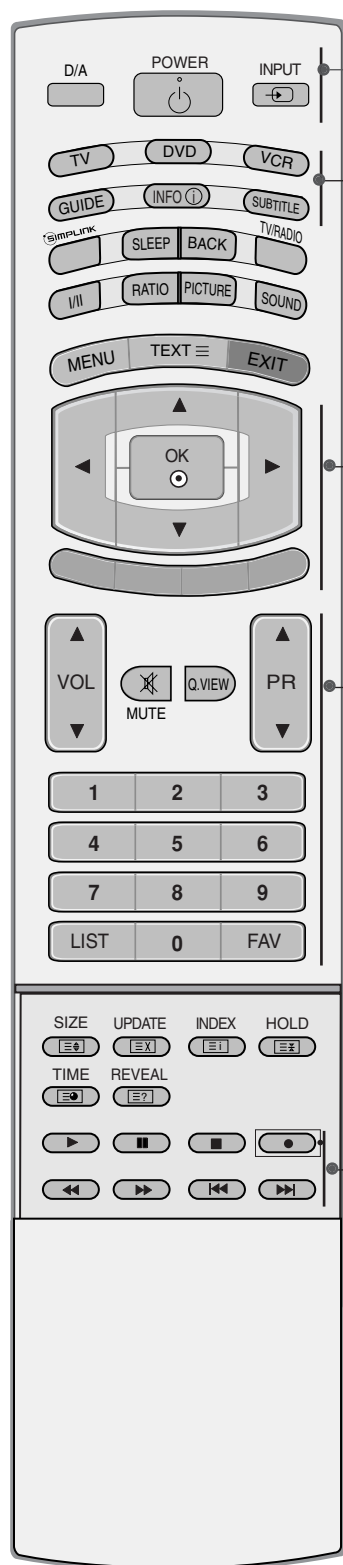 D/A POWER INPUT
TV DVD VCR
GUIDE INFO i SUBTITLE
SIMPLINK SLEEP BACK TV/RADIO
I/II RATIO PICTURE SOUND
MENU TEXT EXIT
OK
VOL Q.VIEW PR
MUTE
1 2 3
4 5 6
7 8 9
LIST 0 FAV
SIZE UPDATE INDEX HOLD
X i
TIME REVEAL
?